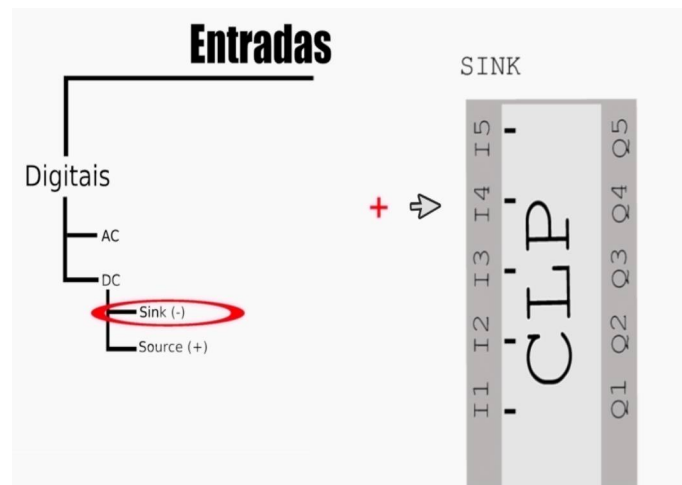 Entradas
Digitais
AC
DC
Sink (-)
Source (+)
+
SINK
I5
I4
I3
I2
I1
CLP
Q5
Q4
Q3
Q2
Q1